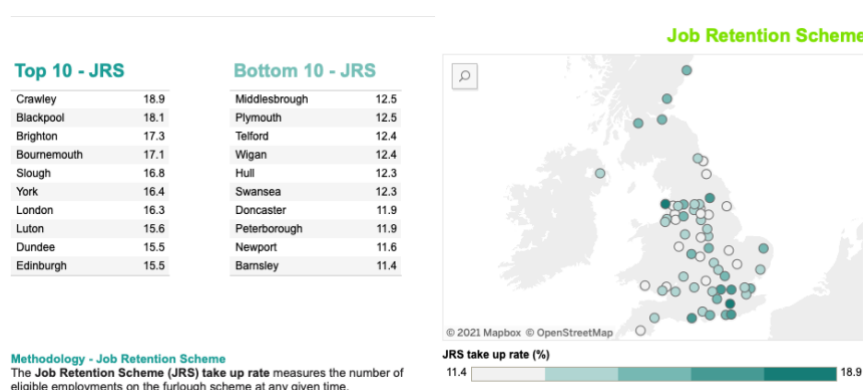 Job Retention Scheme
Top 10 - JRS
Crawley 18.9
Blackpool 18.1
Brighton 17.3
Bournemouth 17.1
Slough 16.8
York 16.4
London 16.3
Luton 15.6
Dundee 15.5
Edinburgh 15.5
Bottom 10 - JRS
Middlesbrough 12.5
Plymouth 12.5
Telford 12.4
Wigan 12.4
Hull 12.3
Swansea 12.3
Doncaster 11.9
Peterborough 11.9
Newport 11.6
Barnsley 11.4
© 2021 Mapbox © OpenStreetMap
JRS take up rate (%)
11.4 18.9
Methodology - Job Retention Scheme
The Job Retention Scheme (JRS) take up rate measures the number of
eligible employments on the furlough scheme at any given time.